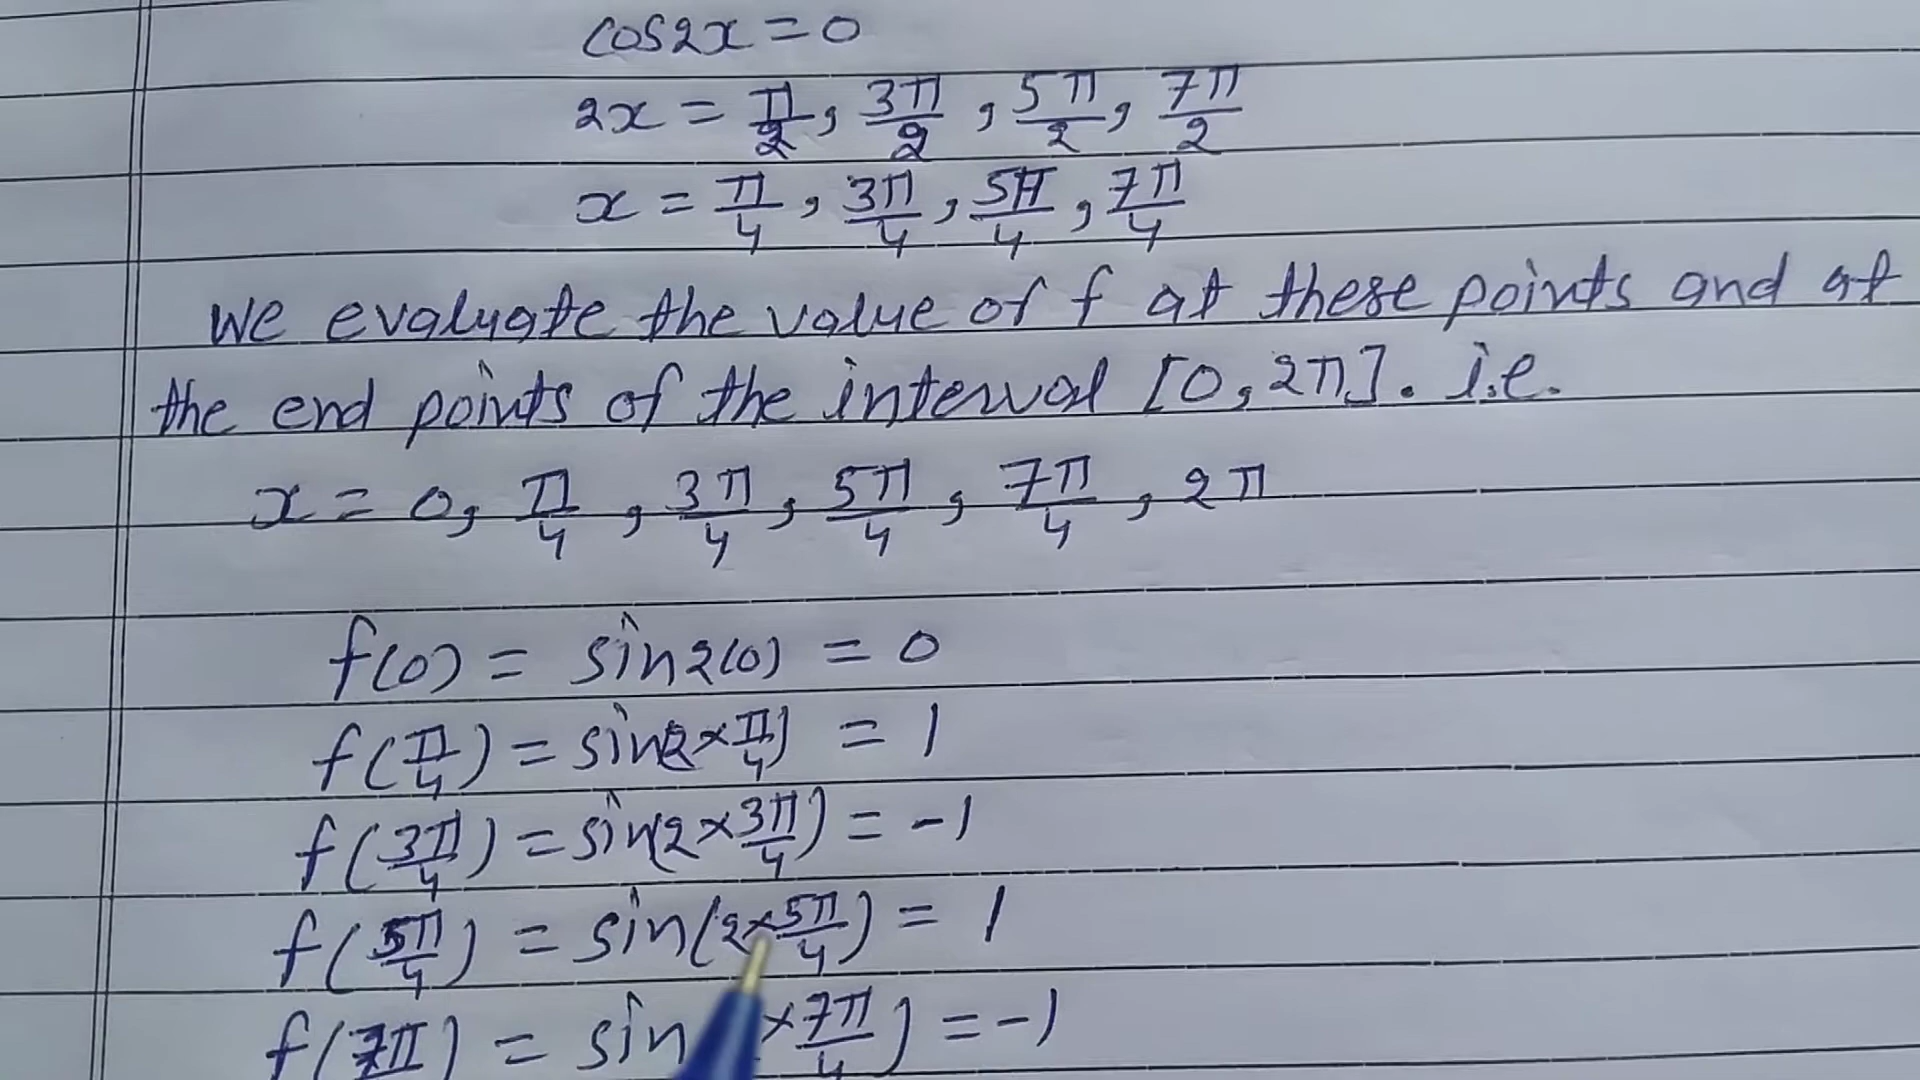 cos2x = 0
2x = π/2, 3π/2, 5π/2, 7π/2
x = π/4, 3π/4, 5π/4, 7π/4
We evaluate the value of f at these points and at
the end points of the interval [0, 2π]. i.e.
x = 0, π/4, 3π/4, 5π/4, 7π/4, 2π
f(0) = sin2(0) = 0
f(π/4) = sin(2×π/4) = 1
f(3π/4) = sin(2×3π/4) = -1
f(5π/4) = sin(2×5π/4) = 1
f(7π) = sin ×7π/4) = -1